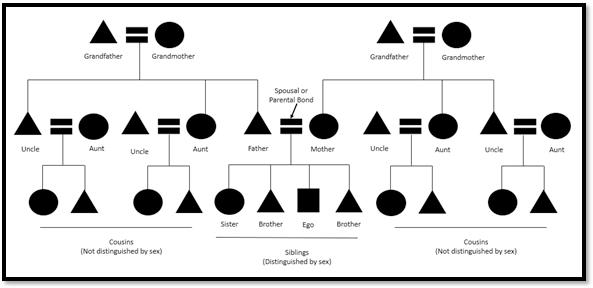 Grandfather
Grandmother
Grandfather
Grandmother
Spousal or
Parental Bond
Uncle
Aunt
Uncle
Aunt
Father
Mother
Uncle
Aunt
Uncle
Aunt
Sister
Brother
Ego
Brother
Cousins
(Not distinguished by sex)
Siblings
(Distinguished by sex)
Cousins
(Not distinguished by sex)